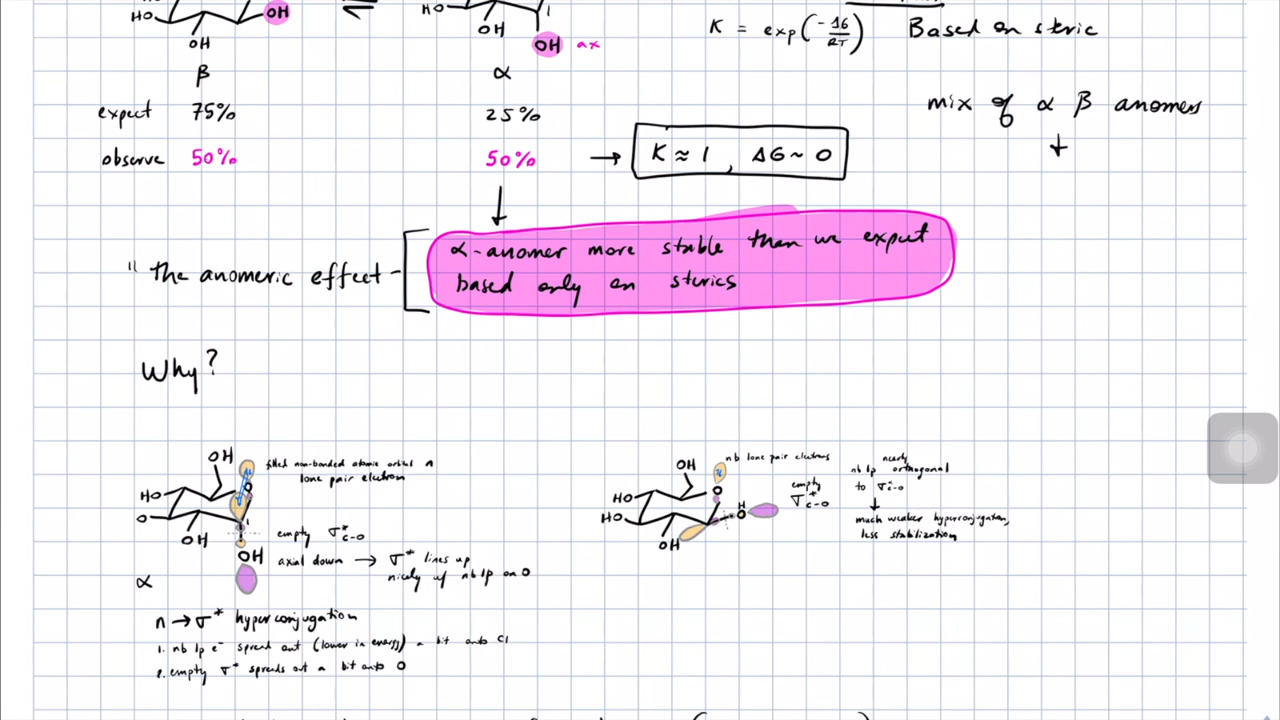 HO OH
OH
β
HO 1
OH
OH ax
α
K = exp(-ΔG/RT) Based on steric
mix of α β anomers
↓
expect 75% 25%
observe 50% 50% → K ≈ 1, ΔG ~ 0
↓
"the anomeric effect - [ α-anomer more stable than we expect
based only on sterics
Why?
OH
HO O
O 1
OH
OH
α
filled non-bonded atomic orbital n
lone pair electron
empty σ*c-o
axial down → σ* lines up
nicely w/ nb lp on O
n → σ* hyperconjugation
1. nb lp e⁻ spread out (lower in energy) a bit onto C1
2. empty σ* spreads out a bit onto O
OH
HO O
HO H
O
OH
nb lone pair electrons
empty
σ*c-o
nearly
nb lp orthogonal
to σ*c-o
↓
much weaker hyperconjugation,
less stabilization